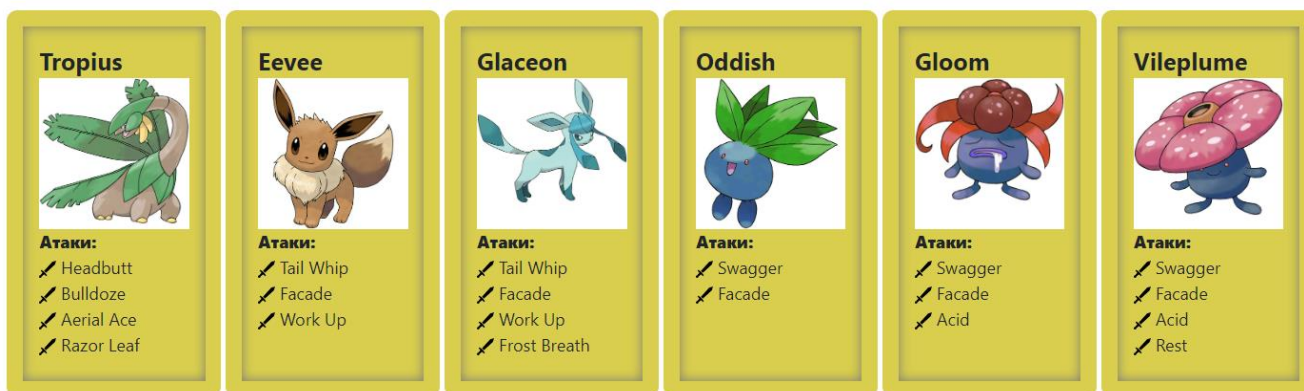 Tropius
Атаки:
Headbutt
Bulldoze
Aerial Ace
Razor Leaf
Eevee
Атаки:
Tail Whip
Facade
Work Up
Glaceon
Атаки:
Tail Whip
Facade
Work Up
Frost Breath
Oddish
Атаки:
Swagger
Facade
Gloom
Атаки:
Swagger
Facade
Acid
Vileplume
Атаки:
Swagger
Facade
Acid
Rest